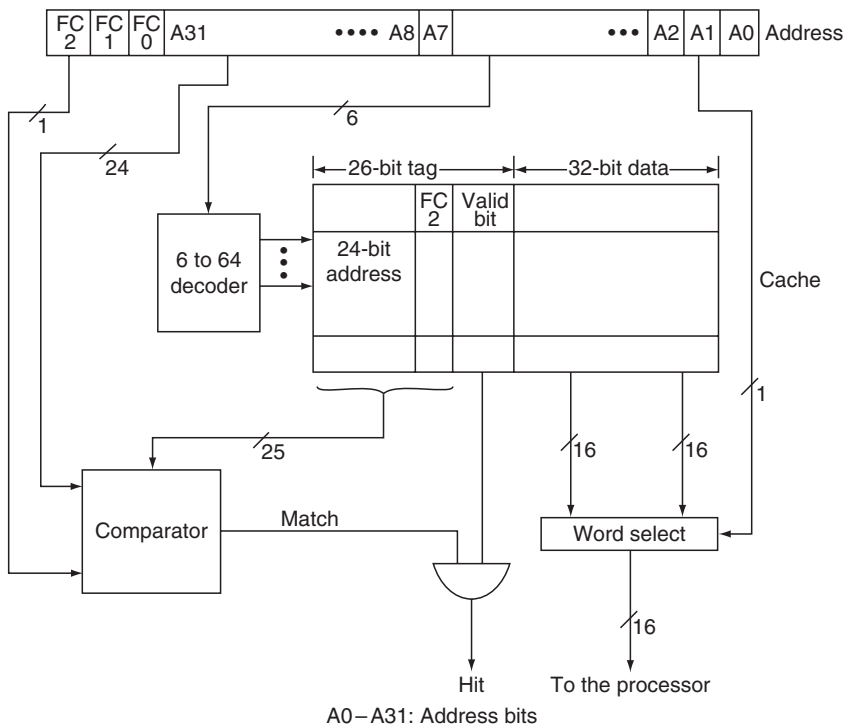 FC 2 FC 1 FC 0 A31 •••• A8 A7 ••• A2 A1 A0 Address
1
24
6
26-bit tag
32-bit data
FC 2
Valid bit
6 to 64
decoder
24-bit
address
Cache
1
25
16
16
Comparator
Match
Word select
16
Hit
To the processor
A0–A31: Address bits